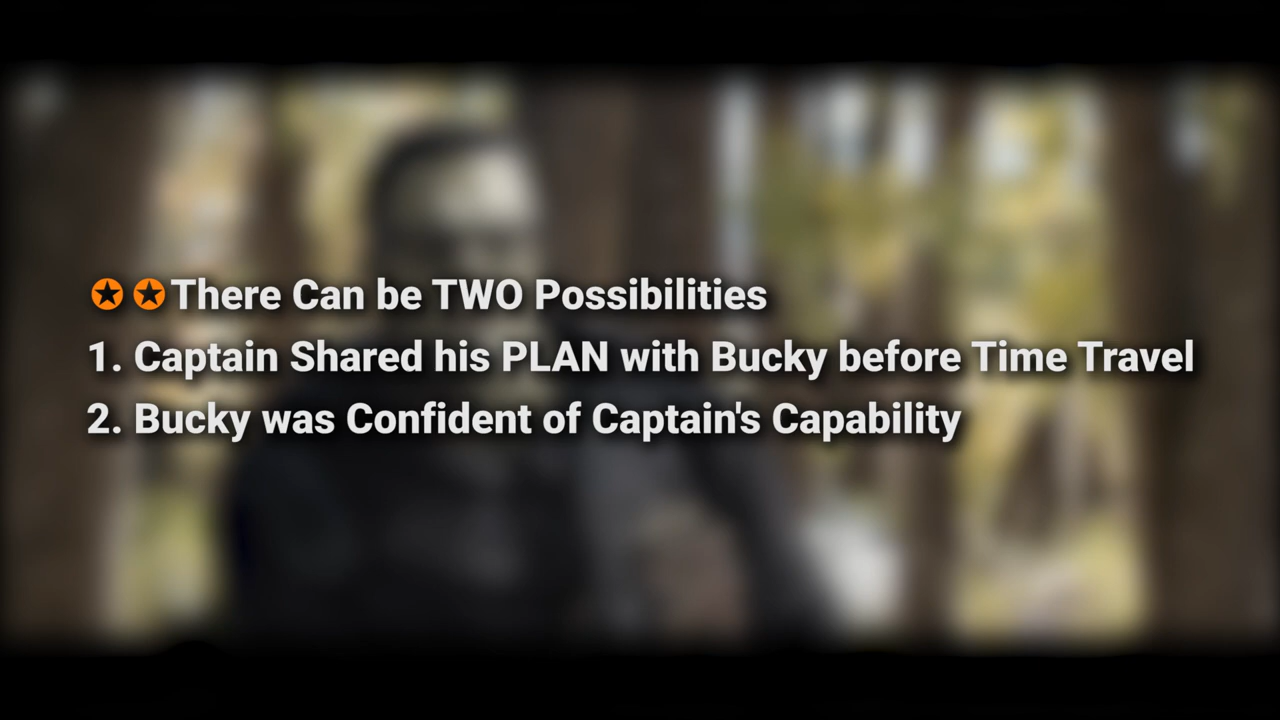 ✪ ✪ There Can be TWO Possibilities
1. Captain Shared his PLAN with Bucky before Time Travel
2. Bucky was Confident of Captain's Capability